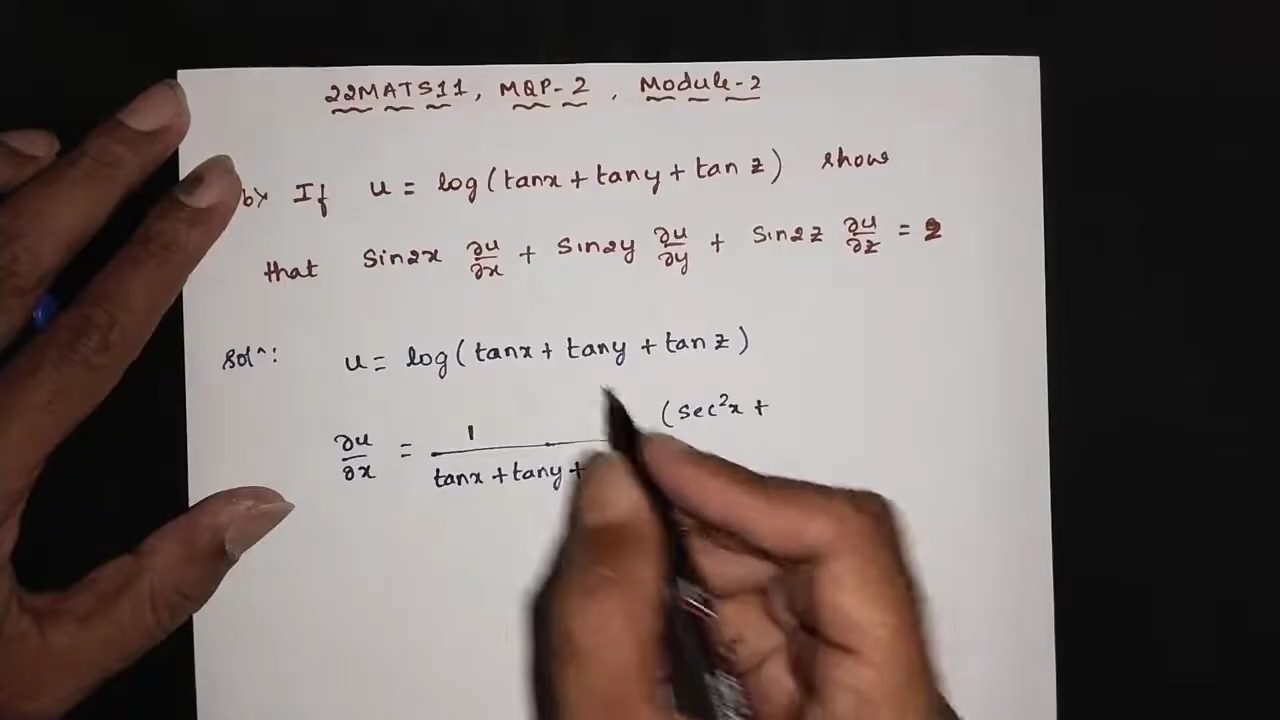 22MATS11, MQP-2, Module-2
b) If u = log(tanx + tany + tan z) show
that Sin2x ∂u/∂x + Sin2y ∂u/∂y + Sin2z ∂u/∂z = 2
Solⁿ: u = log(tanx + tany + tan z)
∂u/∂x = 1/(tanx + tany + (sec²x +